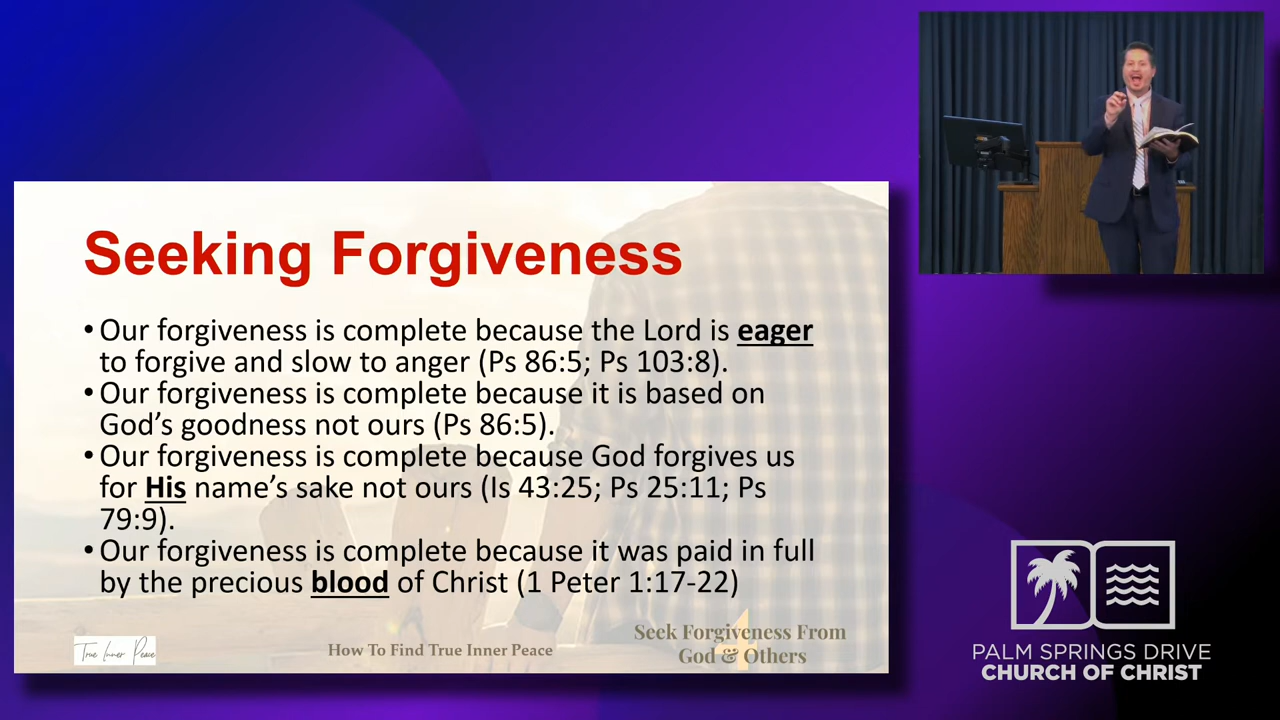 Seeking Forgiveness
• Our forgiveness is complete because the Lord is eager
to forgive and slow to anger (Ps 86:5; Ps 103:8).
• Our forgiveness is complete because it is based on
God’s goodness not ours (Ps 86:5).
• Our forgiveness is complete because God forgives us
for His name’s sake not ours (Is 43:25; Ps 25:11; Ps
79:9).
• Our forgiveness is complete because it was paid in full
by the precious blood of Christ (1 Peter 1:17-22)
True Inner Peace
How To Find True Inner Peace
4
Seek Forgiveness From
God & Others
PALM SPRINGS DRIVE
CHURCH OF CHRIST